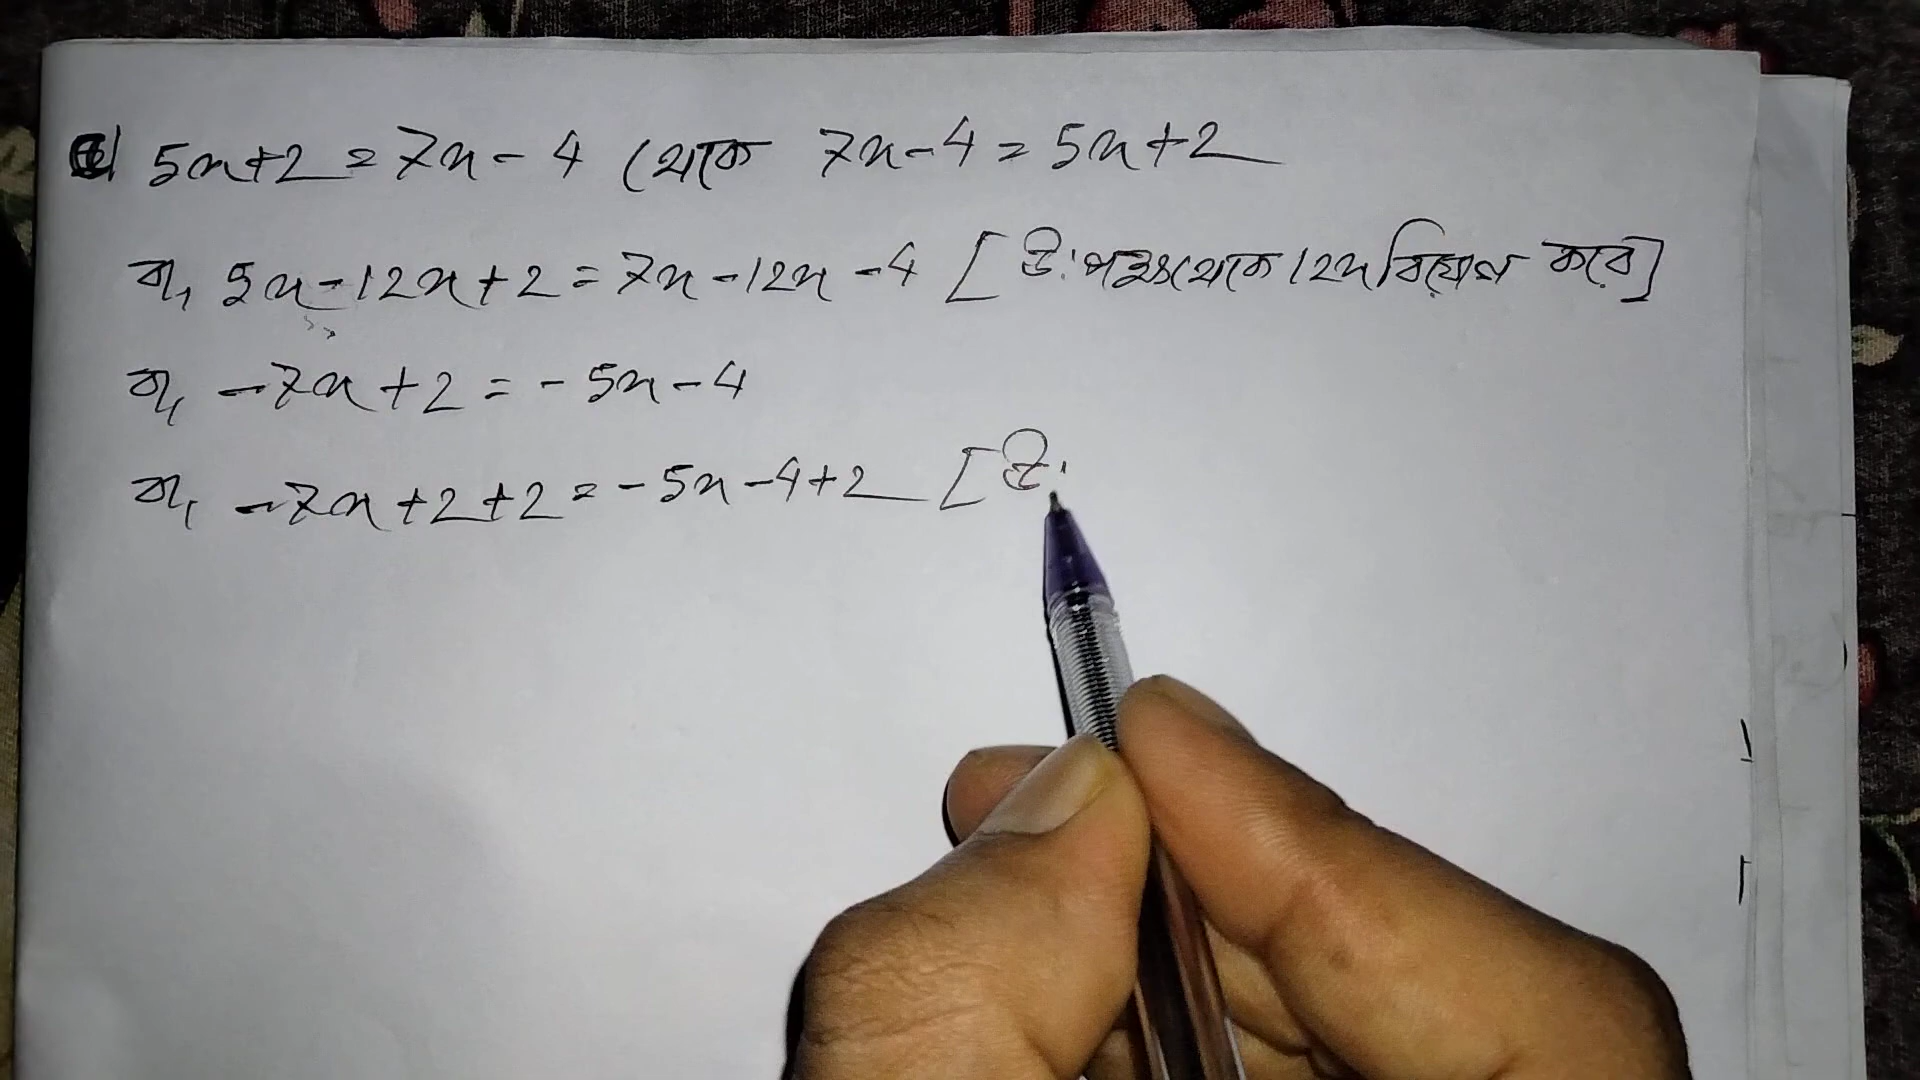 5x+2=7x-4 থেকে 7x-4=5x+2
বা, 5x-12x+2=7x-12x-4 [উ:পক্ষ থেকে 12x বিয়োগ করে]
বা, -7x+2=-5x-4
বা, -7x+2+2=-5x-4+2 [উ: